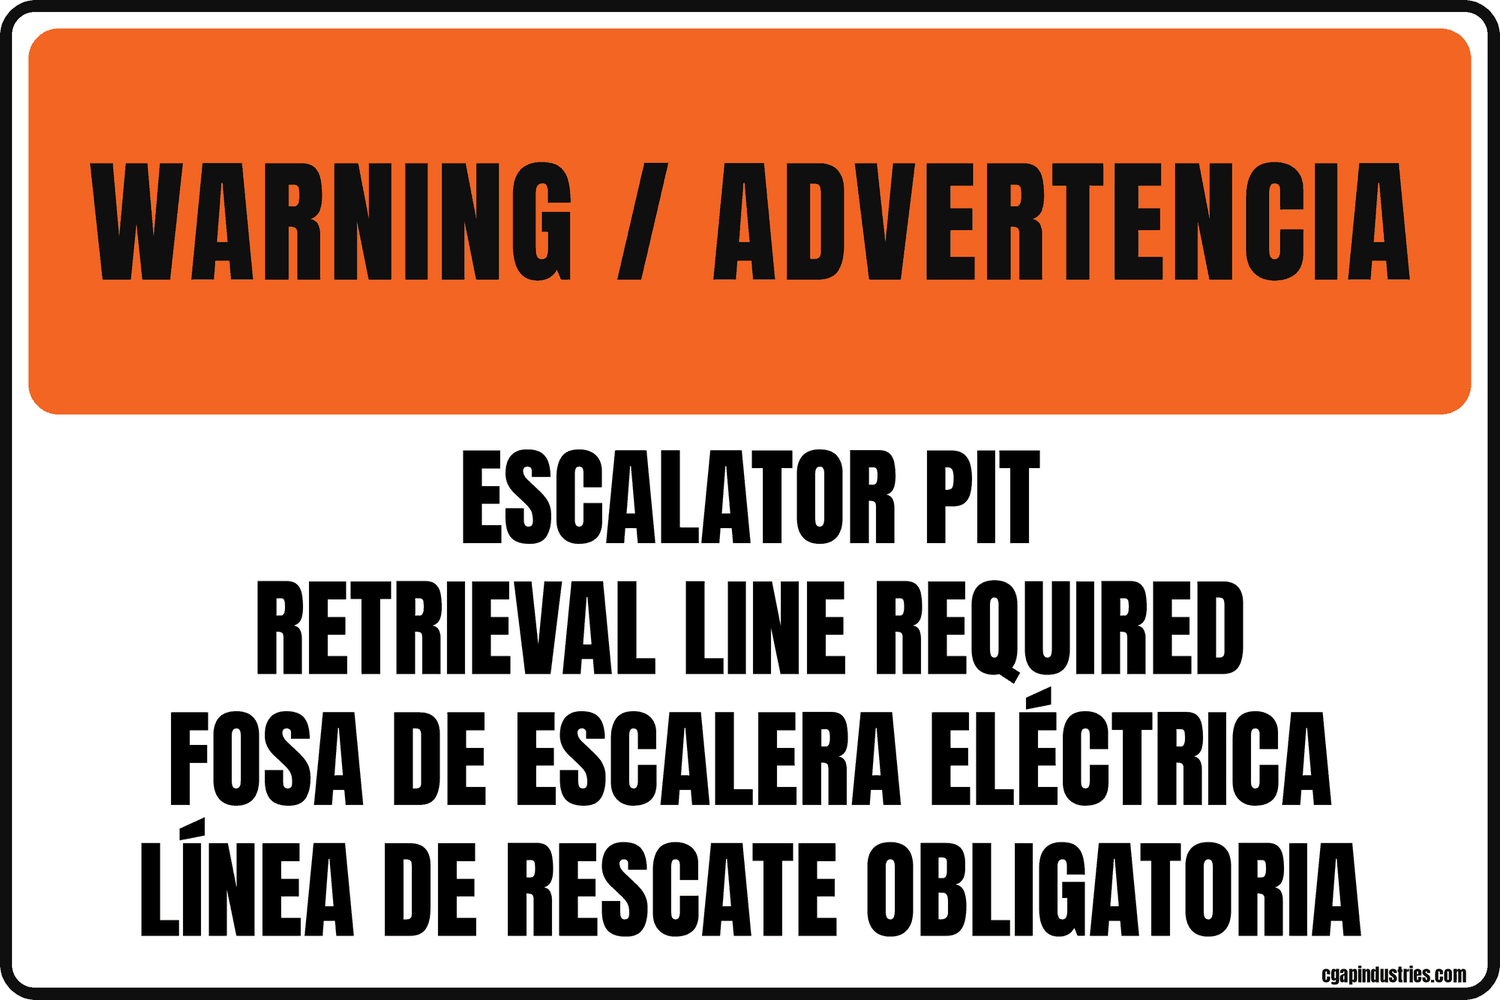 WARNING / ADVERTENCIA
ESCALATOR PIT
RETRIEVAL LINE REQUIRED
FOSA DE ESCALERA ELÉCTRICA
LÍNEA DE RESCATE OBLIGATORIA
cgapindustries.com